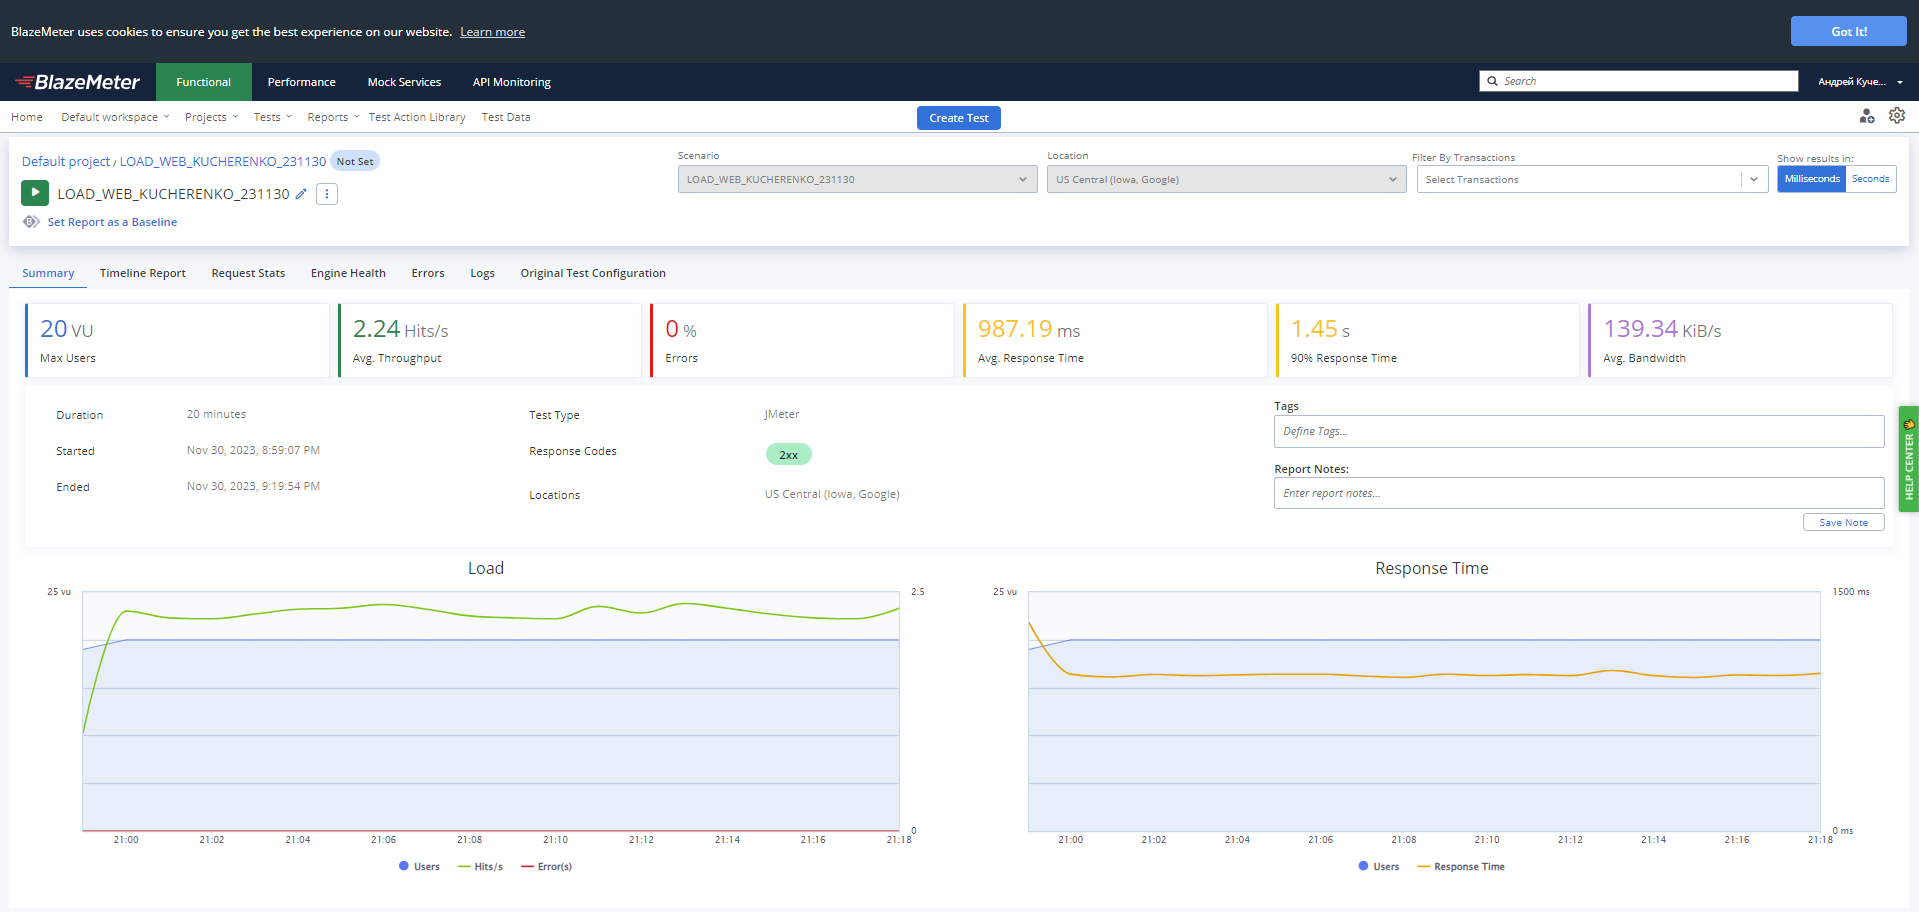 BlazeMeter uses cookies to ensure you get the best experience on our website. Learn more
Got It!
BlazeMeter Functional Performance Mock Services API Monitoring
Search
Андрей Куче...
Home Default workspace Projects Tests Reports Test Action Library Test Data
Create Test
Default project / LOAD_WEB_KUCHERENKO_231130 Not Set
LOAD_WEB_KUCHERENKO_231130
Set Report as a Baseline
Scenario
LOAD_WEB_KUCHERENKO_231130
Location
US Central (Iowa, Google)
Filter By Transactions
Select Transactions
Show results in:
Milliseconds Seconds
Summary Timeline Report Request Stats Engine Health Errors Logs Original Test Configuration
20 VU
Max Users
2.24 Hits/s
Avg. Throughput
0 %
Errors
987.19 ms
Avg. Response Time
1.45 s
90% Response Time
139.34 KiB/s
Avg. Bandwidth
Duration 20 minutes
Started Nov 30, 2023, 8:59:07 PM
Ended Nov 30, 2023, 9:19:54 PM
Test Type JMeter
Response Codes 2xx
Locations US Central (Iowa, Google)
Tags
Define Tags...
Report Notes:
Enter report notes...
Save Note
HELP CENTER
Load
25 vu
2.5
0
21:00 21:02 21:04 21:06 21:08 21:10 21:12 21:14 21:16 21:18
Users Hits/s Error(s)
Response Time
25 vu
1500 ms
0 ms
21:00 21:02 21:04 21:06 21:08 21:10 21:12 21:14 21:16 21:18
Users Response Time